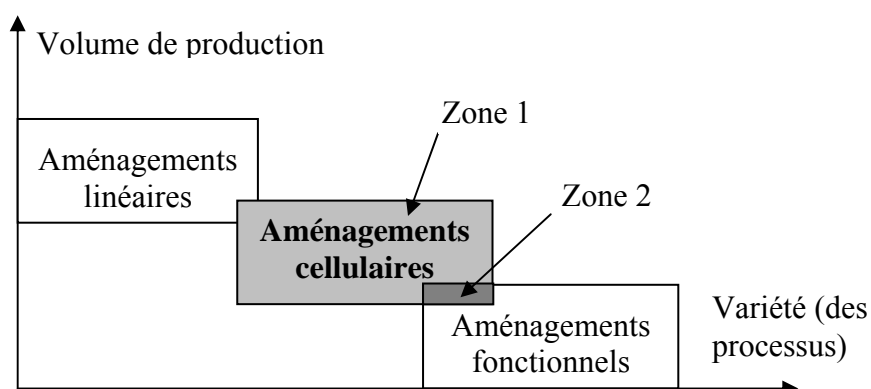 Volume de production
Zone 1
Aménagements
linéaires
Zone 2
Aménagements
cellulaires
Variété (des
processus)
Aménagements
fonctionnels